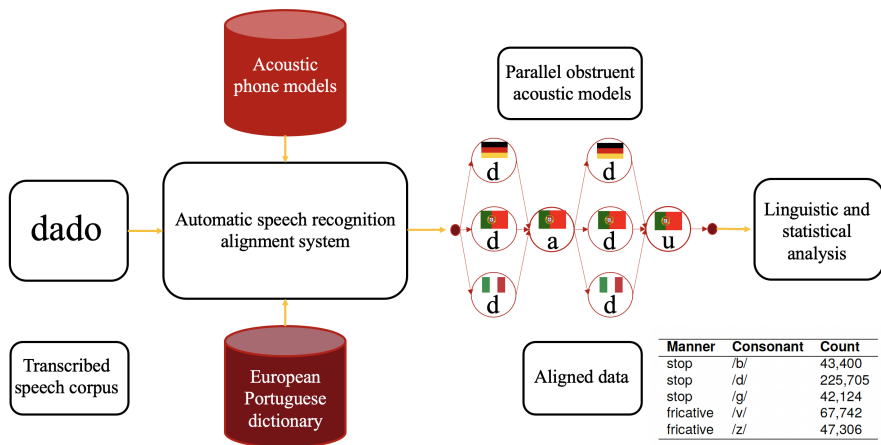 Acoustic
phone models
Parallel obstruent
acoustic models
dado
Automatic speech recognition
alignment system
d
d
d
a
d
d
d
u
Linguistic and
statistical
analysis
Transcribed
speech corpus
European
Portuguese
dictionary
Aligned data
Manner Consonant Count
stop /b/ 43,400
stop /d/ 225,705
stop /g/ 42,124
fricative /v/ 67,742
fricative /z/ 47,306